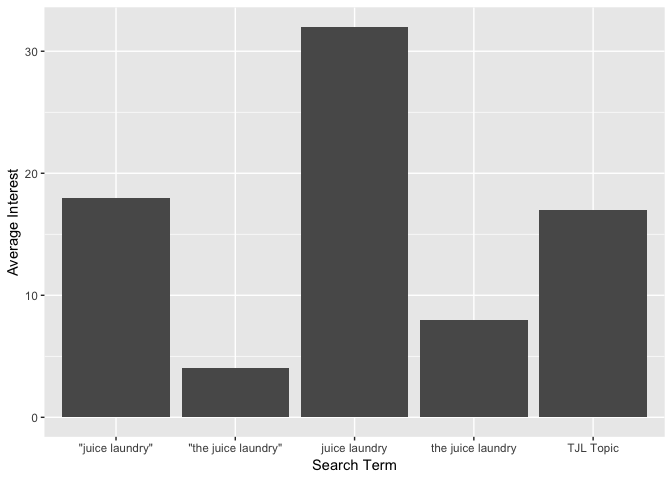 30
20
10
0
Average Interest
"juice laundry"
"the juice laundry"
juice laundry
the juice laundry
TJL Topic
Search Term